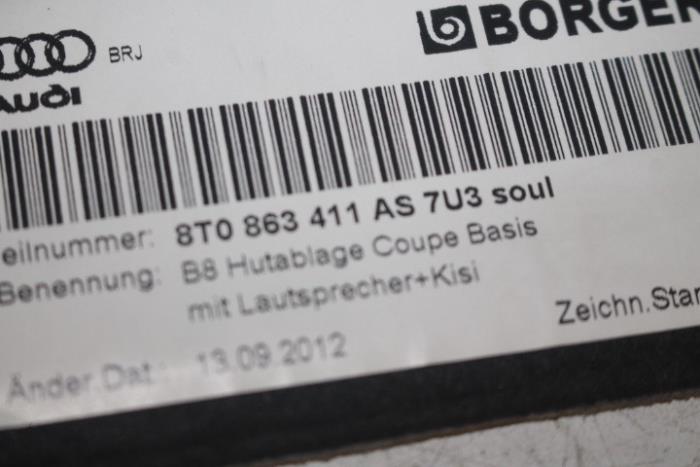 BRJ
BORGER
AUDI
eilnummer: 8T0 863 411 AS 7U3 soul
Benennung: B8 Hutablage Coupe Basis
mit Lautsprecher+Kisi
Zeichn.Stan
Änder.Dat.: 13.09.2012